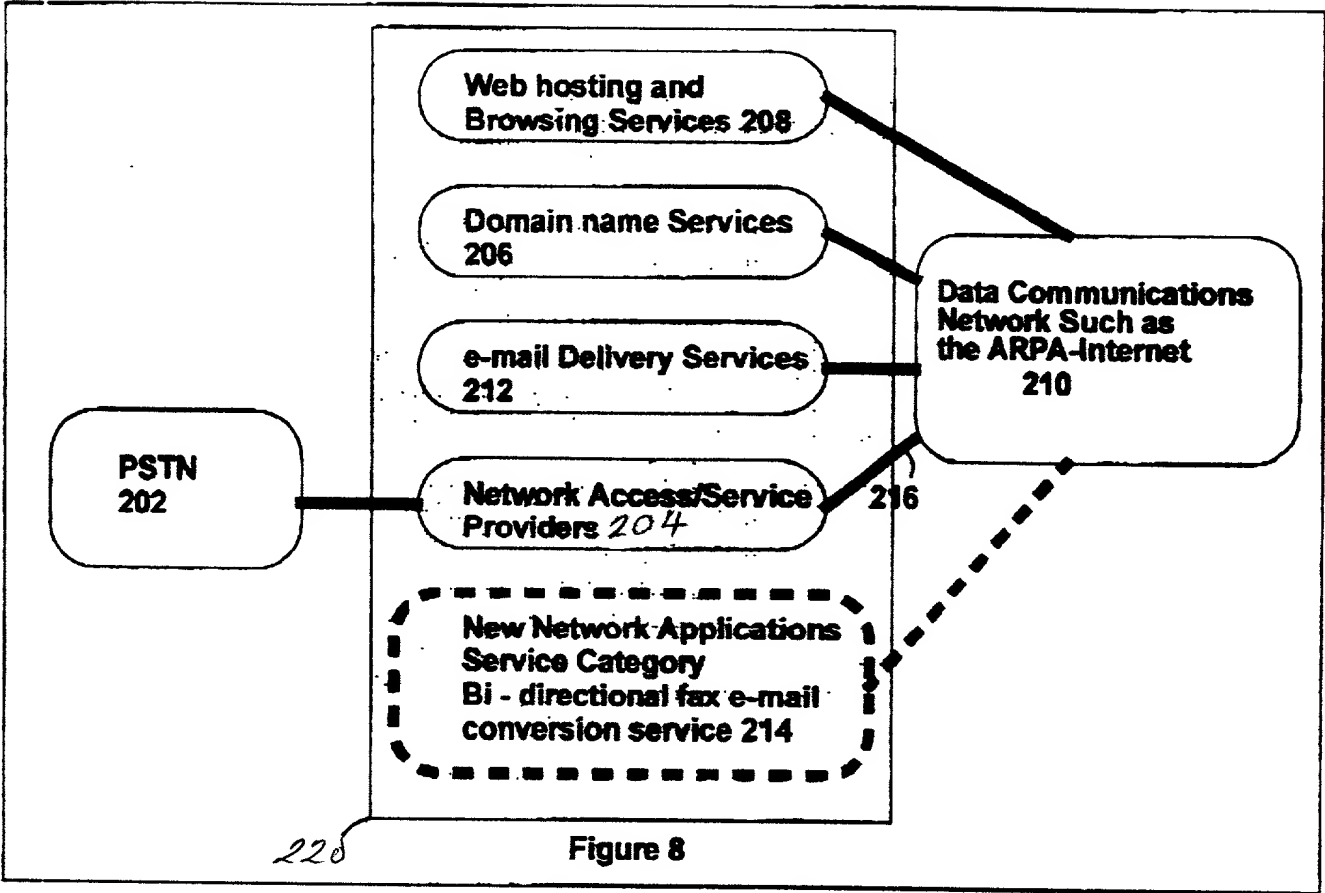 Web hosting and
Browsing Services 208
Domain name Services
206
e-mail Delivery Services
212
Data Communications
Network Such as
the ARPA-Internet
210
PSTN
202
Network Access/Service
Providers 204
216
New Network Applications
Service Category
Bi - directional fax e-mail
conversion service 214
220
Figure 8